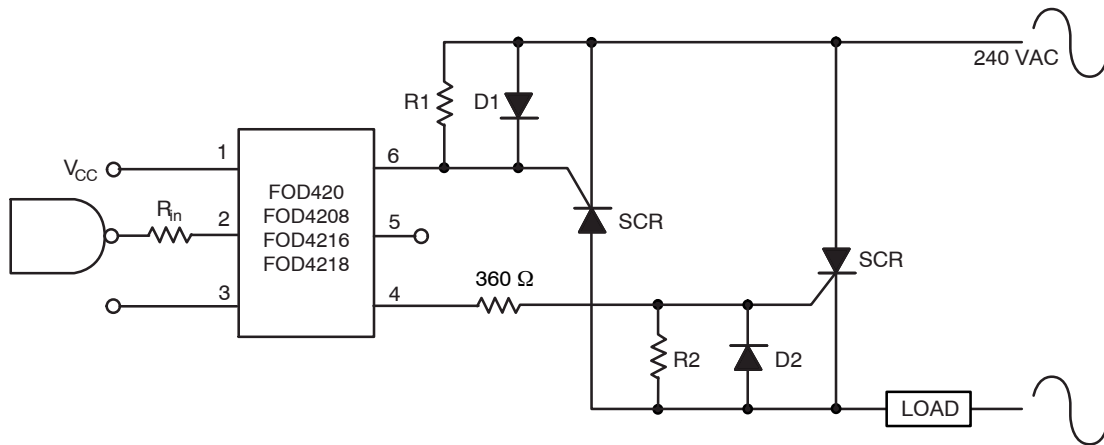 240 VAC
R1
D1
V_CC
1
6
FOD420
FOD4208
FOD4216
FOD4218
R_in
2
5
SCR
SCR
360 Ω
3
4
R2
D2
LOAD